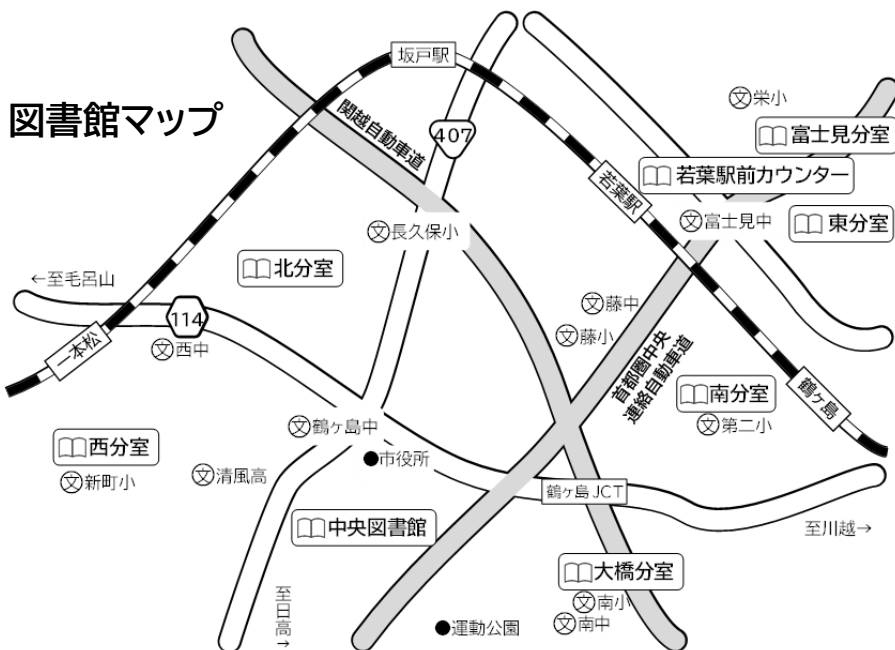 坂戸駅
図書館マップ
関越自動車道
407
文栄小
富士見分室
若葉駅
若葉駅前カウンター
文長久保小
文富士見中
東分室
北分室
←至毛呂山
114
文藤中
文藤小
一本松
文西中
首都圏中央
連絡自動車道
南分室
鶴ヶ島
文第二小
文鶴ヶ島中
西分室
●市役所
文新町小
文清風高
鶴ヶ島 JCT
中央図書館
至川越→
大橋分室
至日高→
文南小
文南中
●運動公園